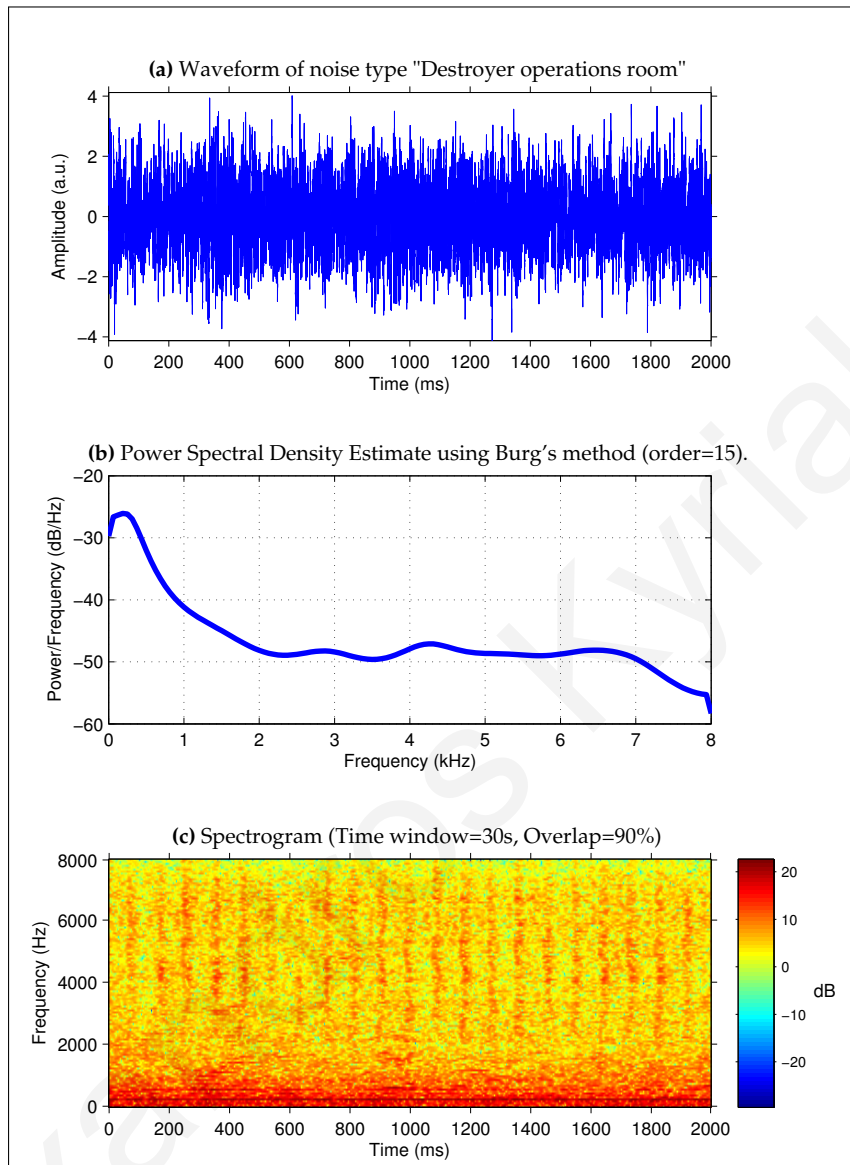 (a) Waveform of noise type "Destroyer operations room"
4
2
0
−2
−4
Amplitude (a.u.)
0 200 400 600 800 1000 1200 1400 1600 1800 2000
Time (ms)
(b) Power Spectral Density Estimate using Burg's method (order=15).
−20
−30
−40
−50
−60
Power/Frequency (dB/Hz)
0 1 2 3 4 5 6 7 8
Frequency (kHz)
(c) Spectrogram (Time window=30s, Overlap=90%)
8000
6000
4000
2000
0
Frequency (Hz)
0 200 400 600 800 1000 1200 1400 1600 1800 2000
Time (ms)
20
10
0
−10
−20
dB
os Kyria